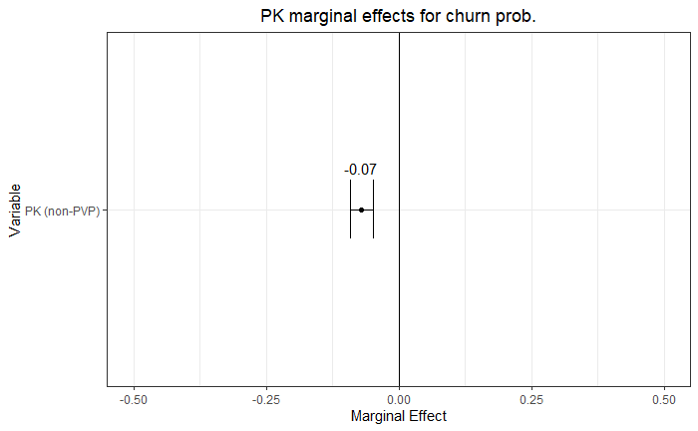 PK marginal effects for churn prob.
-0.07
Variable
PK (non-PVP)
-0.50
-0.25
0.00
0.25
0.50
Marginal Effect